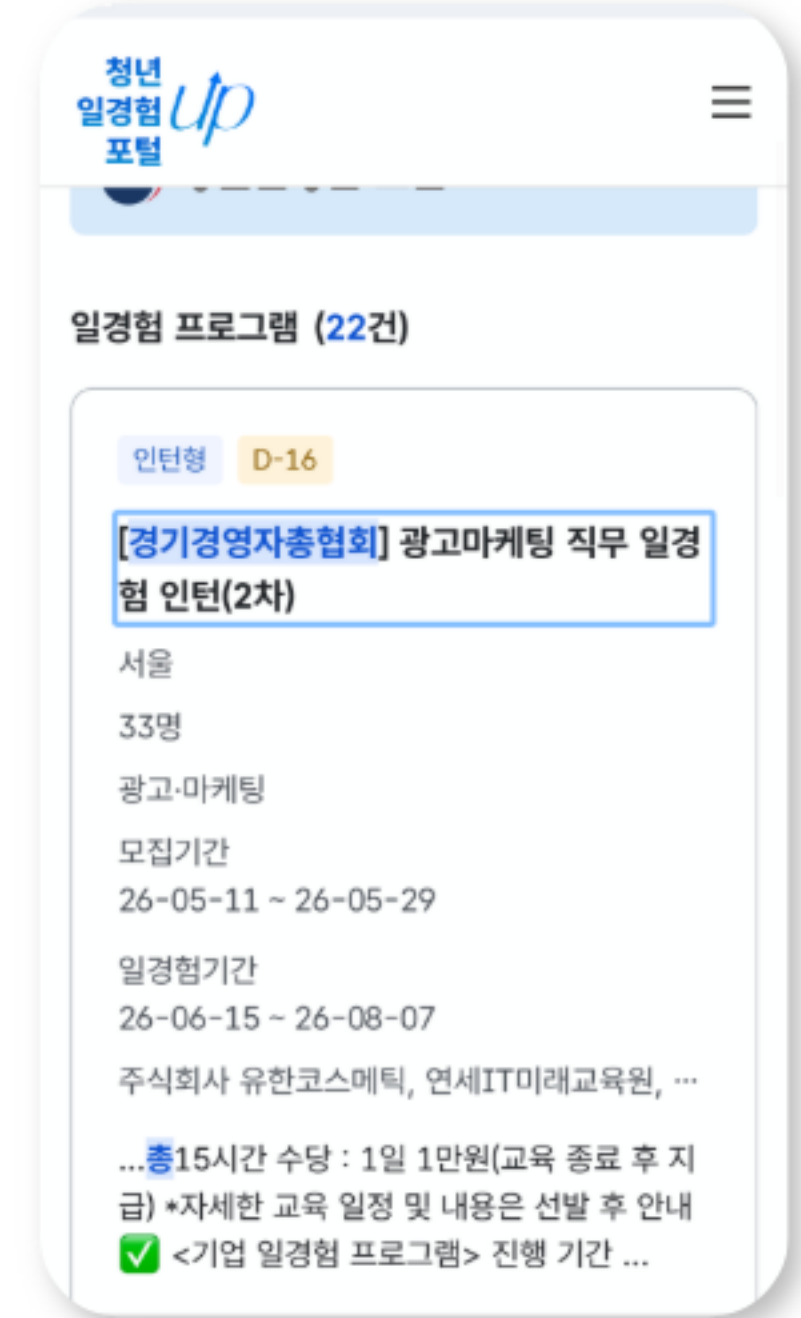 청년
일경험
포털
up
일경험 프로그램 (22건)
인턴형 D-16
[경기경영자총협회] 광고마케팅 직무 일경
험 인턴(2차)
서울
33명
광고·마케팅
모집기간
26-05-11 ~ 26-05-29
일경험기간
26-06-15 ~ 26-08-07
주식회사 유한코스메틱, 연세IT미래교육원, ···
...총15시간 수당 : 1일 1만원(교육 종료 후 지
급) *자세한 교육 일정 및 내용은 선발 후 안내
✅ <기업 일경험 프로그램> 진행 기간 ...